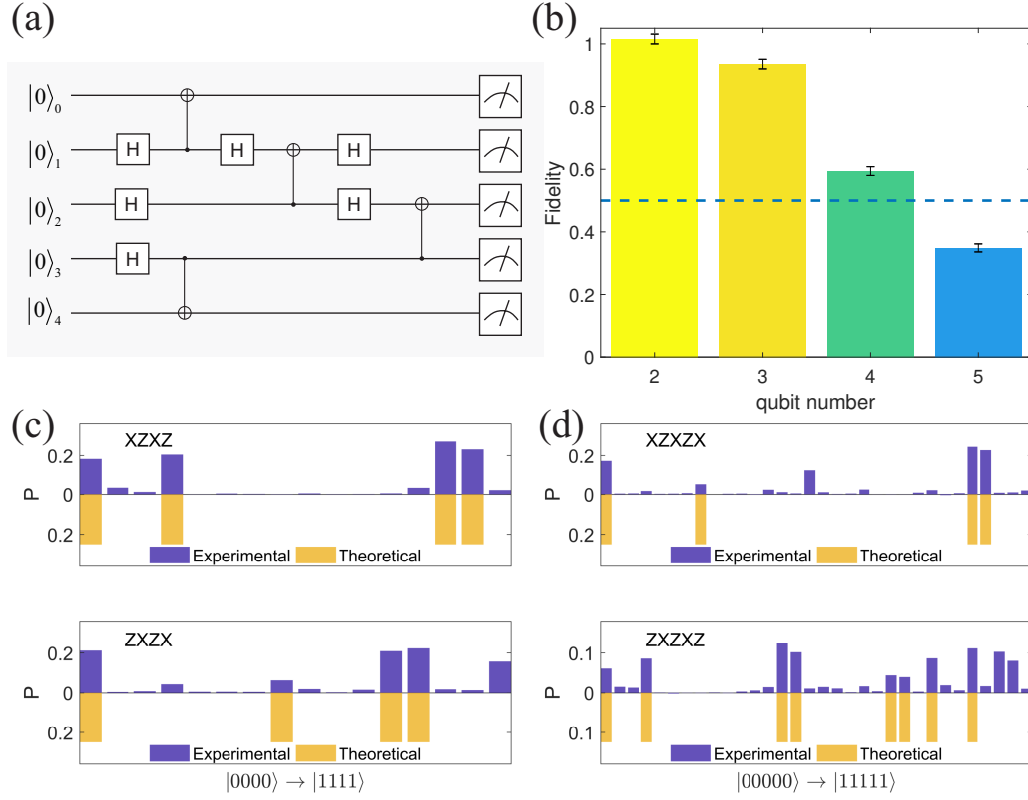 (a)
|0⟩0
|0⟩1
|0⟩2
|0⟩3
|0⟩4
H H H
H H
H
(b)
Fidelity
1
0.8
0.6
0.4
0.2
0
2 3 4 5
qubit number
(c)
XZXZ
P
0.2
0
0.2
Experimental Theoretical
ZXZX
P
0.2
0
0.2
Experimental Theoretical
|0000⟩ → |1111⟩
(d)
XZXZX
P
0.2
0
0.2
Experimental Theoretical
ZXZXZ
P
0.1
0
0.1
Experimental Theoretical
|00000⟩ → |11111⟩